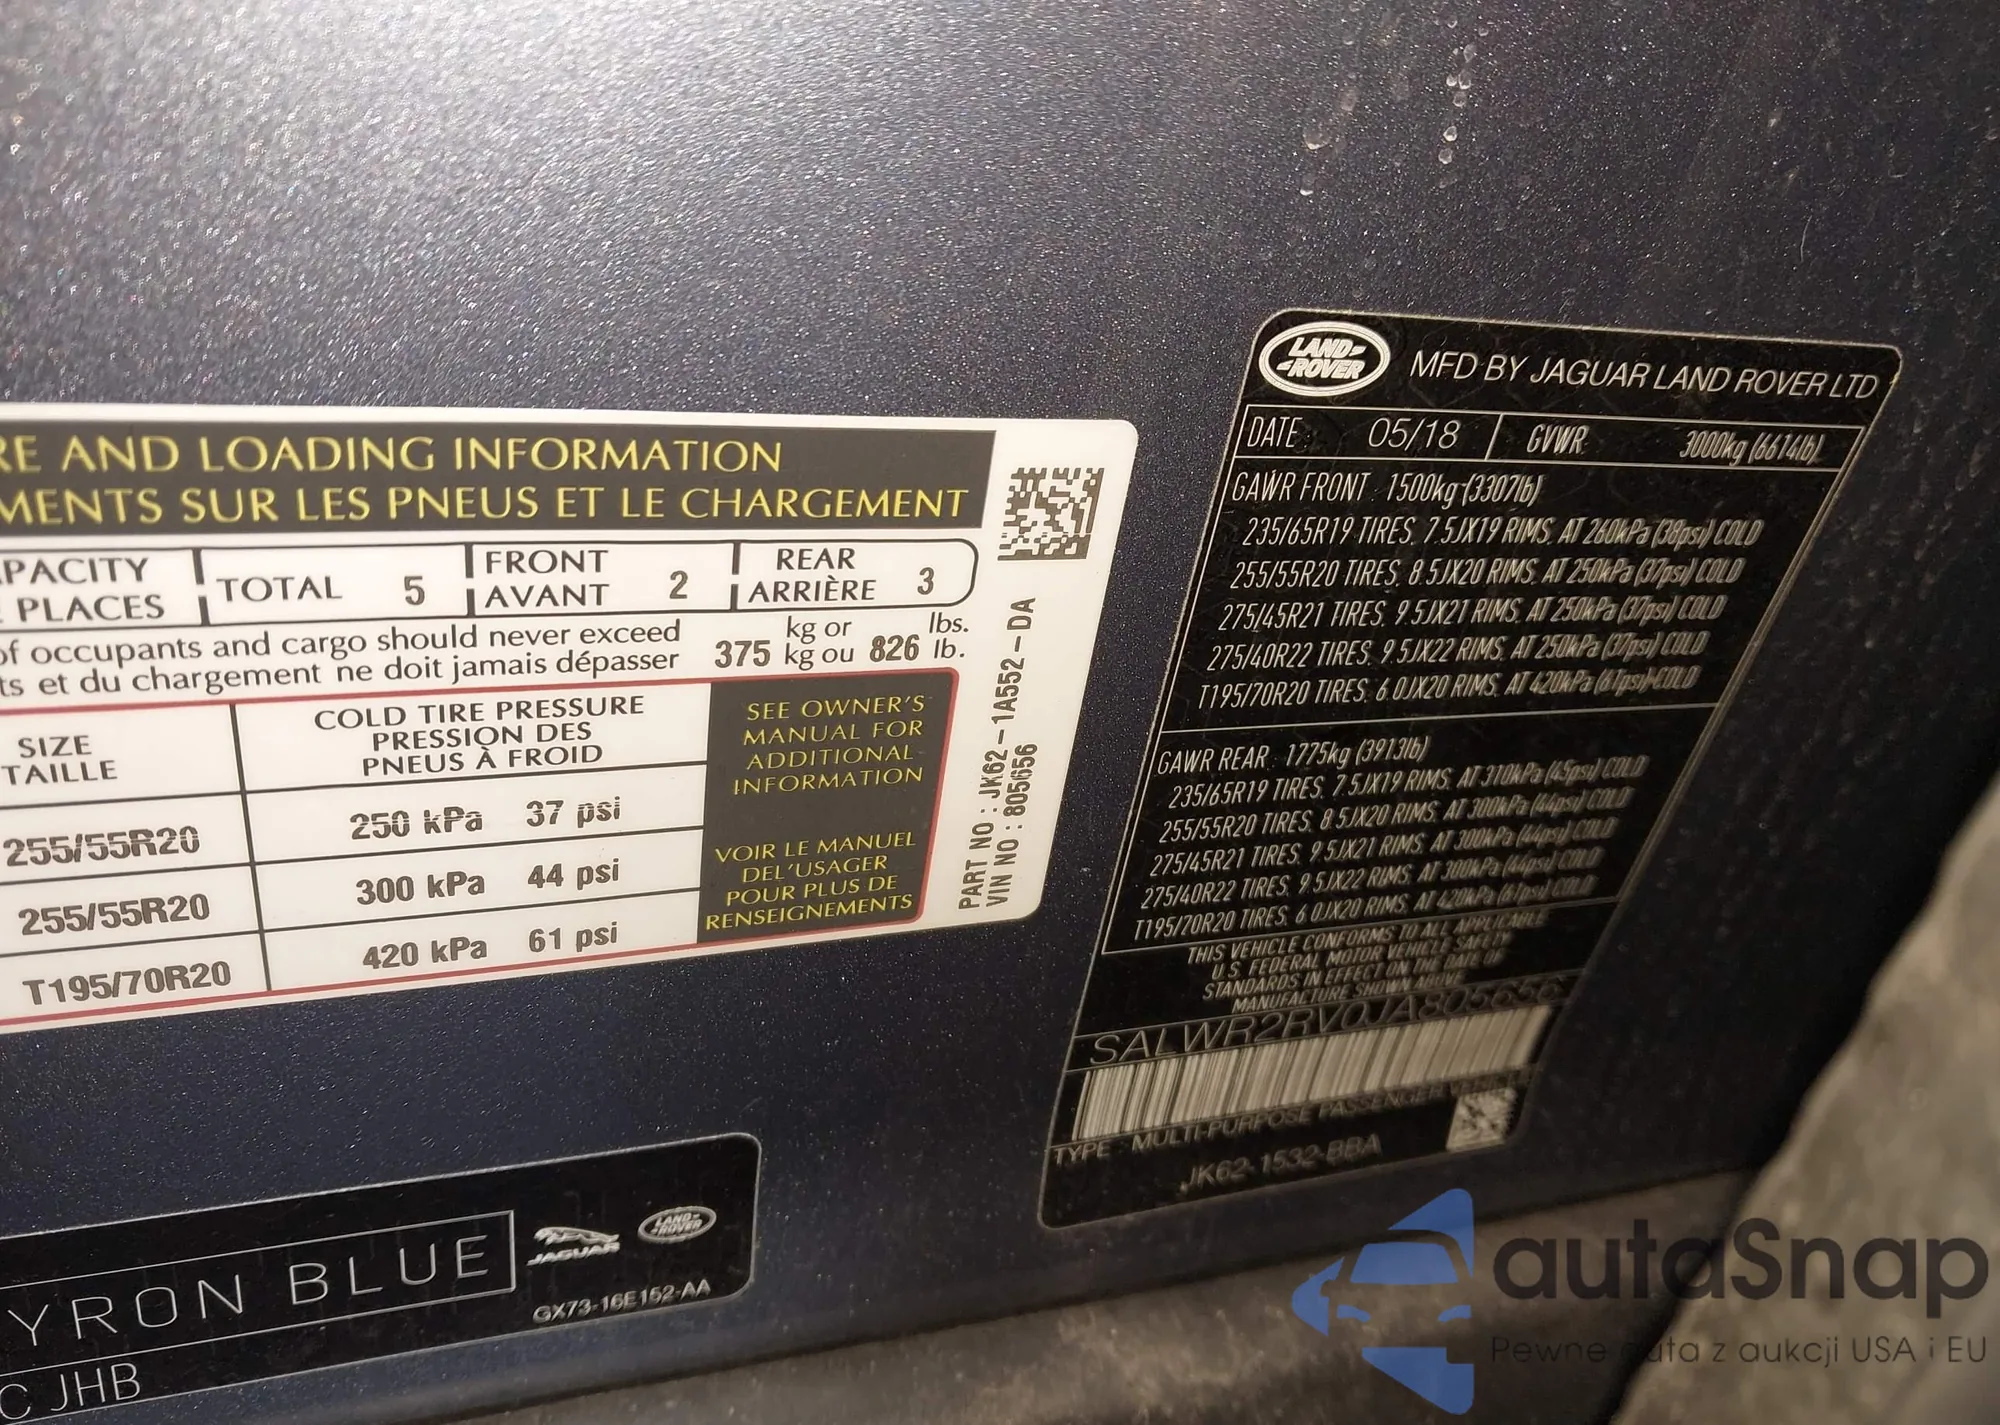 RE AND LOADING INFORMATION
MENTS SUR LES PNEUS ET LE CHARGEMENT
PACITY
PLACES
TOTAL 5
FRONT
AVANT 2
REAR
ARRIÈRE 3
of occupants and cargo should never exceed
ts et du chargement ne doit jamais dépasser
375 kg or kg ou 826 lbs. lb.
SIZE
TAILLE
COLD TIRE PRESSURE
PRESSION DES
PNEUS À FROID
255/55R20 250 kPa 37 psi
255/55R20 300 kPa 44 psi
T195/70R20 420 kPa 61 psi
SEE OWNER'S
MANUAL FOR
ADDITIONAL
INFORMATION
VOIR LE MANUEL
DEL'USAGER
POUR PLUS DE
RENSEIGNEMENTS
PART NO : JK62-1A552-DA
VIN NO : 805656
LAND-
-ROVER
MFD BY JAGUAR LAND ROVER LTD
DATE 05/18 GVWR 3000kg (6614lb)
GAWR FRONT 1500kg (3307lb)
235/65R19 TIRES, 7.5JX19 RIMS, AT 260kPa (38psi) COLD
255/55R20 TIRES, 8.5JX20 RIMS, AT 250kPa (37psi) COLD
275/45R21 TIRES, 9.5JX21 RIMS, AT 250kPa (37psi) COLD
275/40R22 TIRES, 9.5JX22 RIMS, AT 250kPa (37psi) COLD
T195/70R20 TIRES, 6.0JX20 RIMS, AT 420kPa (61psi) COLD
GAWR REAR 1775kg (3913lb)
235/65R19 TIRES, 7.5JX19 RIMS, AT 310kPa (45psi) COLD
255/55R20 TIRES, 8.5JX20 RIMS, AT 300kPa (44psi) COLD
275/45R21 TIRES, 9.5JX21 RIMS, AT 300kPa (44psi) COLD
275/40R22 TIRES, 9.5JX22 RIMS, AT 300kPa (44psi) COLD
T195/70R20 TIRES, 6.0JX20 RIMS, AT 420kPa (61psi) COLD
THIS VEHICLE CONFORMS TO ALL APPLICABLE
U.S. FEDERAL MOTOR VEHICLE SAFETY
STANDARDS IN EFFECT ON THE DATE OF
MANUFACTURE SHOWN ABOVE
SALWR2RV0JA805656
TYPE MULTI-PURPOSE PASSENGER VEHICLE
JK62-1532-BBA
YRON BLUE
JAGUAR
LAND-
-ROVER
GX73-16E152-AA
C JHB
autaSnap
Pewne auta z aukcji USA i EU